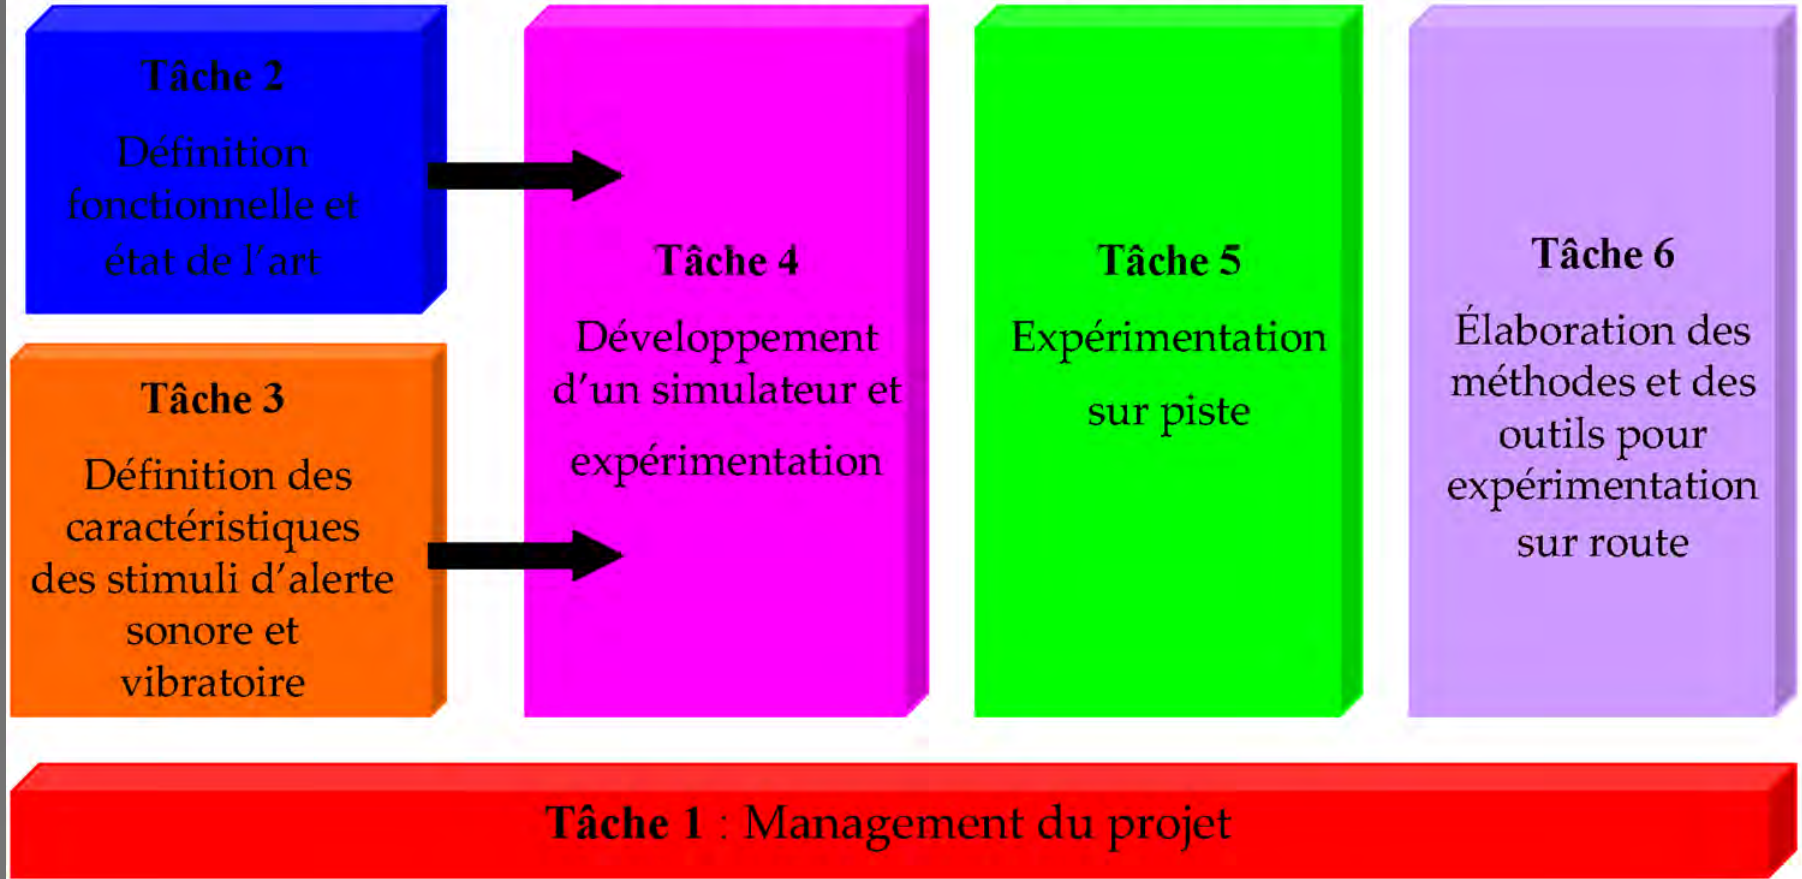 Tâche 2
Définition
fonctionnelle et
état de l'art
Tâche 3
Définition des
caractéristiques
des stimuli d'alerte
sonore et
vibratoire
Tâche 4
Développement
d'un simulateur et
expérimentation
Tâche 5
Expérimentation
sur piste
Tâche 6
Élaboration des
méthodes et des
outils pour
expérimentation
sur route
Tâche 1 : Management du projet